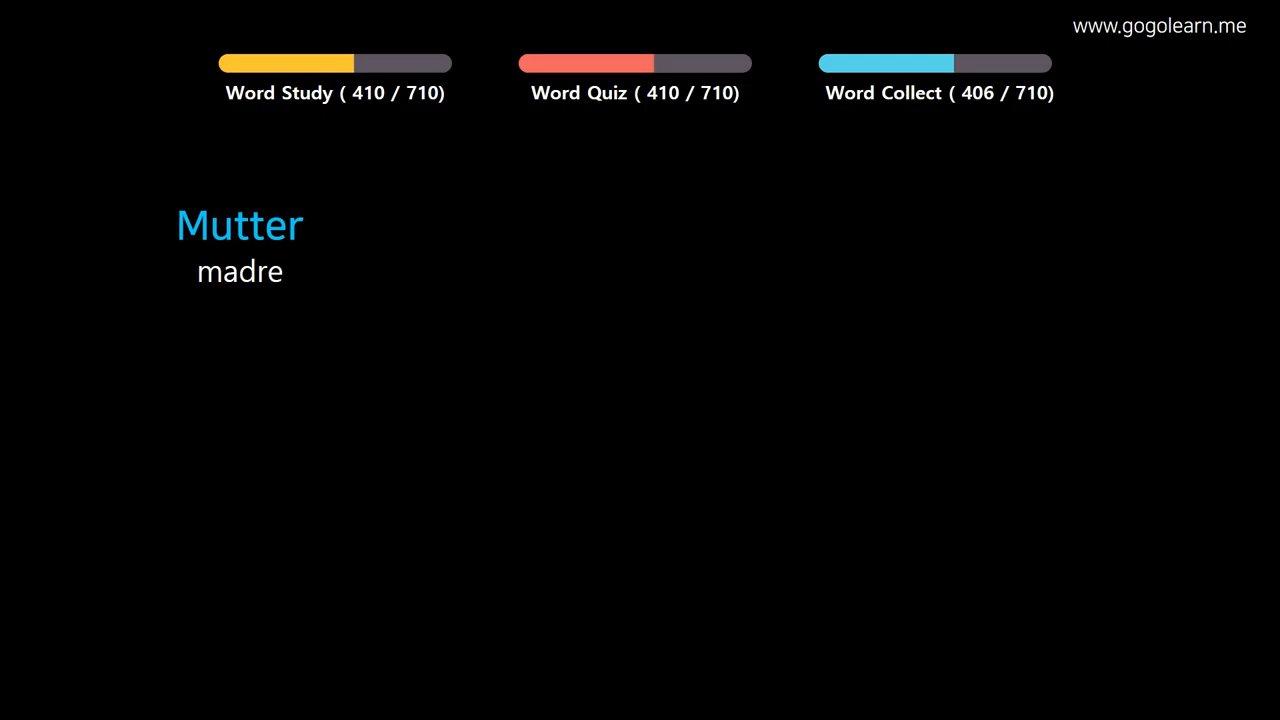 www.gogolearn.me
Word Study ( 410 / 710)
Word Quiz ( 410 / 710)
Word Collect ( 406 / 710)
Mutter
madre